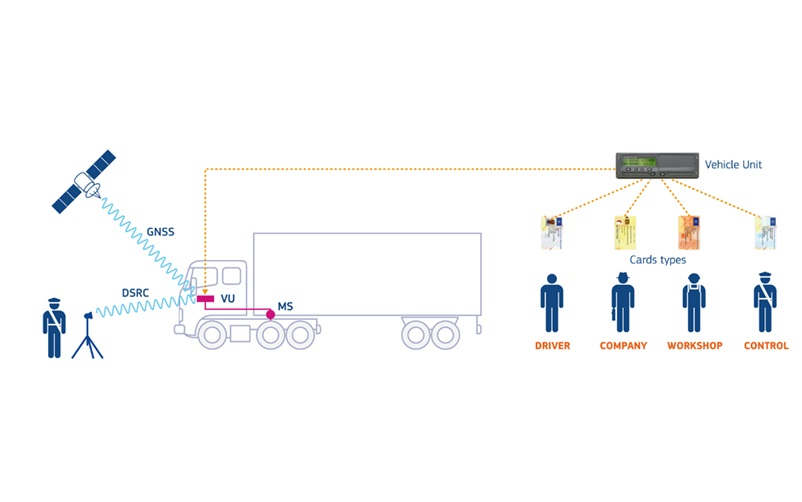 Vehicle Unit
GNSS
Cards types
DSRC
VU
MS
DRIVER
COMPANY
WORKSHOP
CONTROL